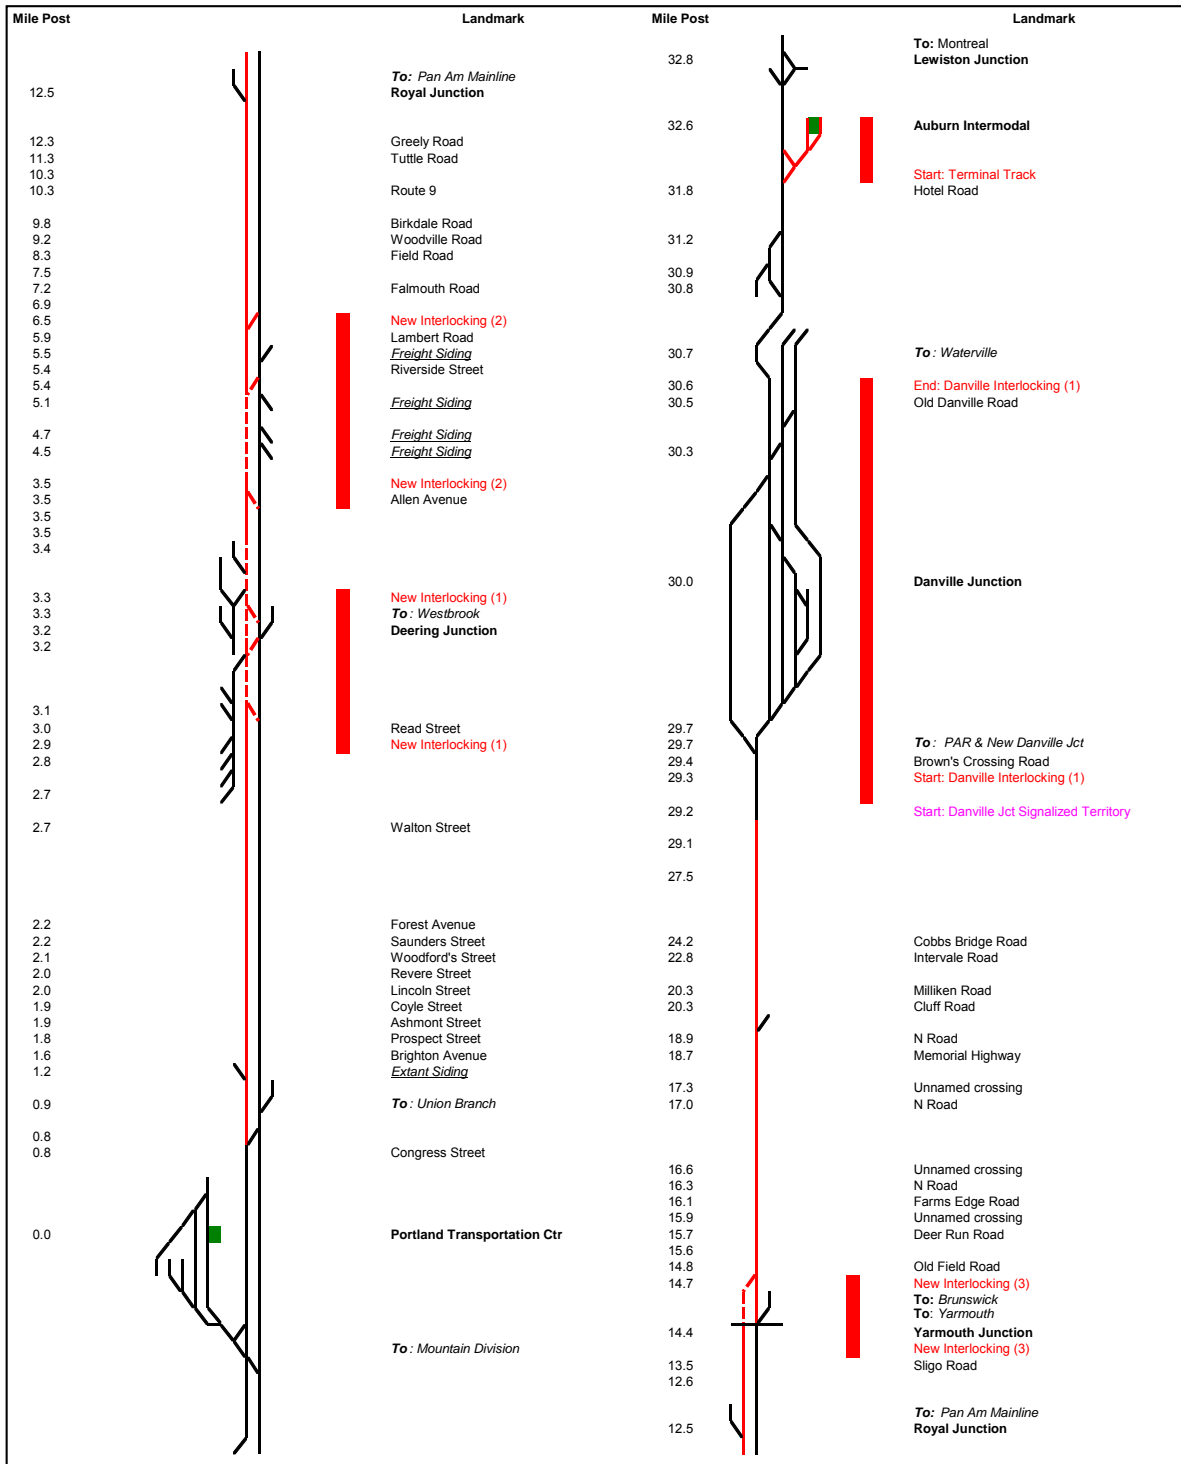 Mile Post Landmark
To: Pan Am Mainline
12.5 Royal Junction
12.3 Greely Road
11.3 Tuttle Road
10.3
10.3 Route 9
9.8 Birkdale Road
9.2 Woodville Road
8.3 Field Road
7.5
7.2 Falmouth Road
6.9
6.5 New Interlocking (2)
5.9 Lambert Road
5.5 Freight Siding
5.4 Riverside Street
5.4
5.1 Freight Siding
4.7 Freight Siding
4.5 Freight Siding
3.5 New Interlocking (2)
3.5 Allen Avenue
3.5
3.5
3.4
3.3 New Interlocking (1)
3.3 To: Westbrook
3.2 Deering Junction
3.2
3.1
3.0 Read Street
2.9 New Interlocking (1)
2.8
2.7
2.7 Walton Street
2.2 Forest Avenue
2.2 Saunders Street
2.1 Woodford's Street
2.0 Revere Street
2.0 Lincoln Street
1.9 Coyle Street
1.9 Ashmont Street
1.8 Prospect Street
1.6 Brighton Avenue
1.2 Extant Siding
0.9 To: Union Branch
0.8
0.8 Congress Street
0.0 Portland Transportation Ctr
To: Mountain Division
Mile Post Landmark
To: Montreal
32.8 Lewiston Junction
32.6 Auburn Intermodal
Start: Terminal Track
31.8 Hotel Road
31.2
30.9
30.8
30.7 To: Waterville
30.6 End: Danville Interlocking (1)
30.5 Old Danville Road
30.3
30.0 Danville Junction
29.7
29.7 To: PAR & New Danville Jct
29.4 Brown's Crossing Road
29.3 Start: Danville Interlocking (1)
29.2 Start: Danville Jct Signalized Territory
29.1
27.5
24.2 Cobbs Bridge Road
22.8 Intervale Road
20.3 Milliken Road
20.3 Cluff Road
18.9 N Road
18.7 Memorial Highway
17.3 Unnamed crossing
17.0 N Road
16.6 Unnamed crossing
16.3 N Road
16.1 Farms Edge Road
15.9 Unnamed crossing
15.7 Deer Run Road
15.6
14.8 Old Field Road
14.7 New Interlocking (3)
To: Brunswick
To: Yarmouth
14.4 Yarmouth Junction
New Interlocking (3)
13.5 Sligo Road
12.6
To: Pan Am Mainline
12.5 Royal Junction